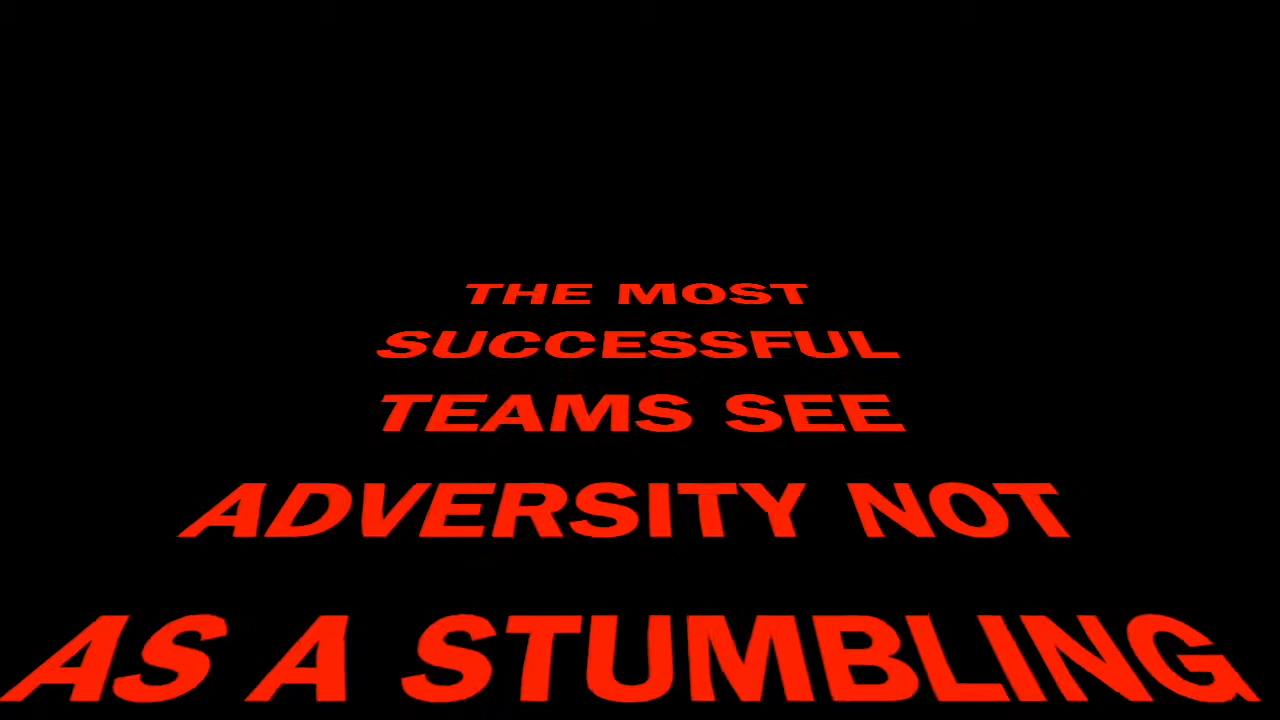 THE MOST
SUCCESSFUL
TEAMS SEE
ADVERSITY NOT
AS A STUMBLING